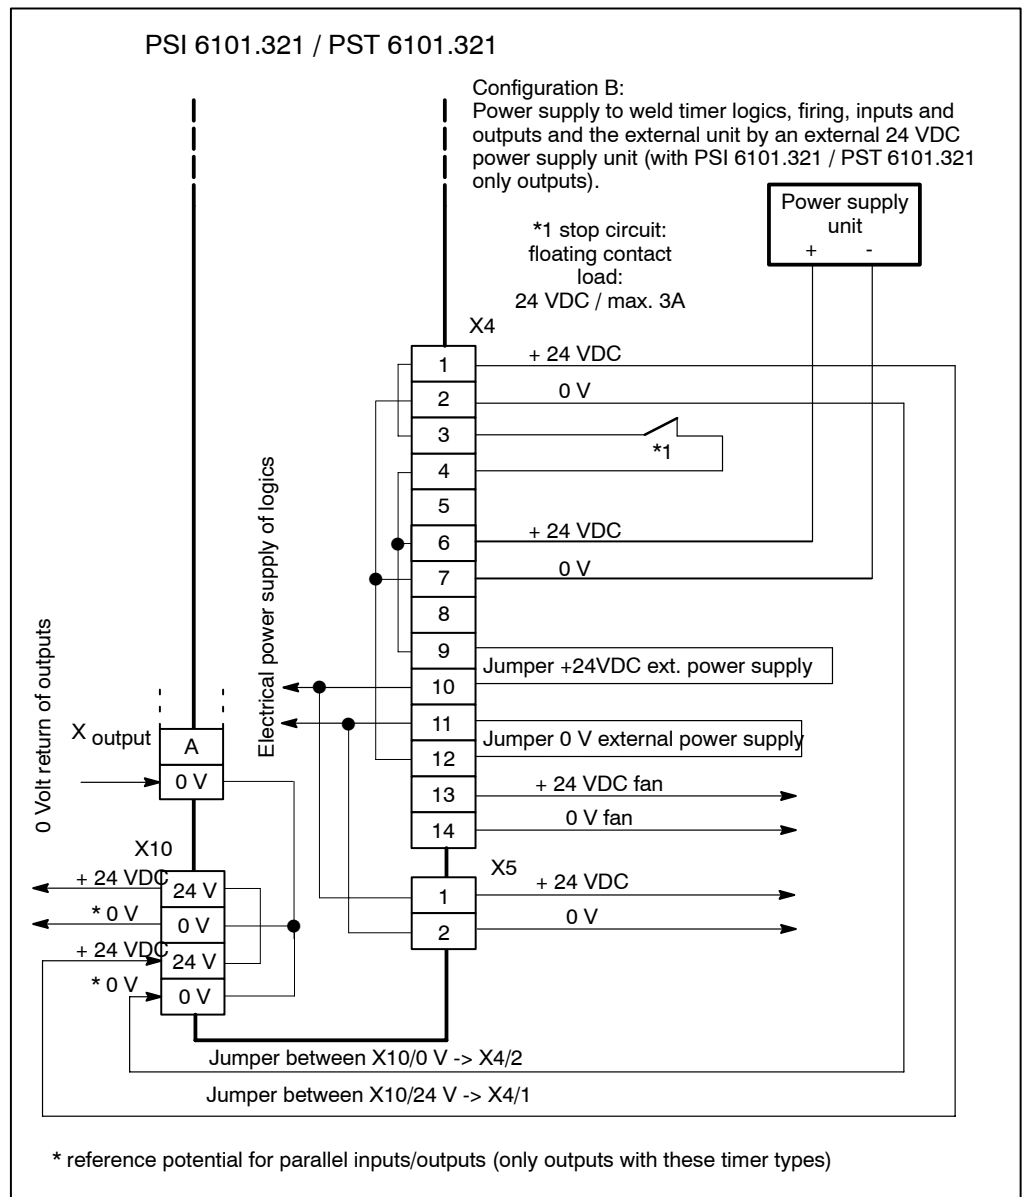 PSI 6101.321 / PST 6101.321
Configuration B:
Power supply to weld timer logics, firing, inputs and
outputs and the external unit by an external 24 VDC
power supply unit (with PSI 6101.321 / PST 6101.321
only outputs).
Power supply
unit
+ -
*1 stop circuit:
floating contact
load:
24 VDC / max. 3A
X4
1 + 24 VDC
2 0 V
3
*1
4
5
6 + 24 VDC
7 0 V
8
9
Jumper +24VDC ext. power supply
10
11
Jumper 0 V external power supply
12
13 + 24 VDC fan
14 0 V fan
X5
1 + 24 VDC
2 0 V
Electrical power supply of logics
0 Volt return of outputs
X output
A
0 V
X10
+ 24 VDC 24 V
* 0 V 0 V
+ 24 VDC 24 V
* 0 V 0 V
Jumper between X10/0 V -> X4/2
Jumper between X10/24 V -> X4/1
* reference potential for parallel inputs/outputs (only outputs with these timer types)